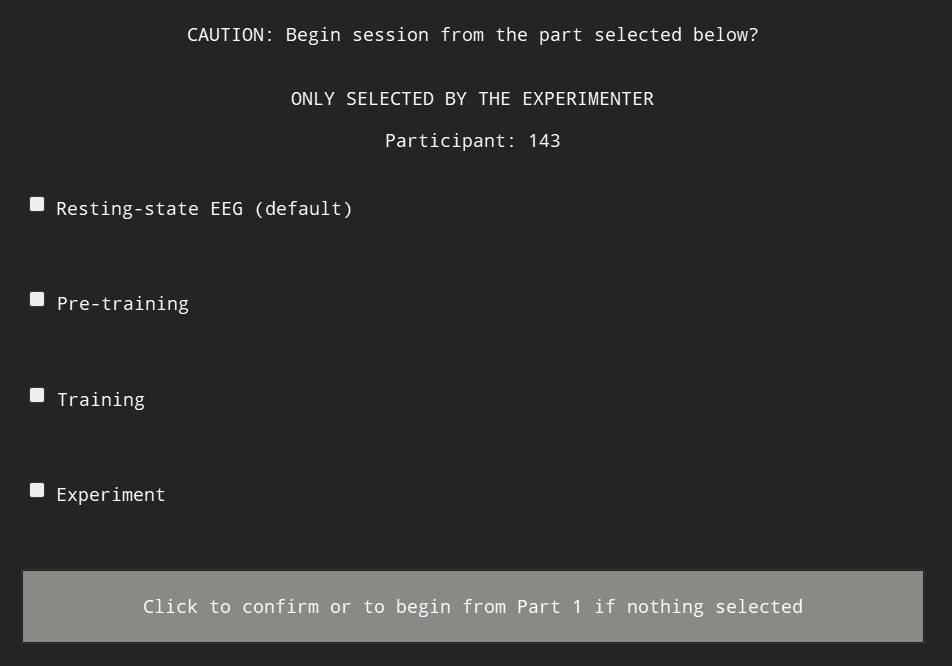 CAUTION: Begin session from the part selected below?
ONLY SELECTED BY THE EXPERIMENTER
Participant: 143
Resting-state EEG (default)
Pre-training
Training
Experiment
Click to confirm or to begin from Part 1 if nothing selected